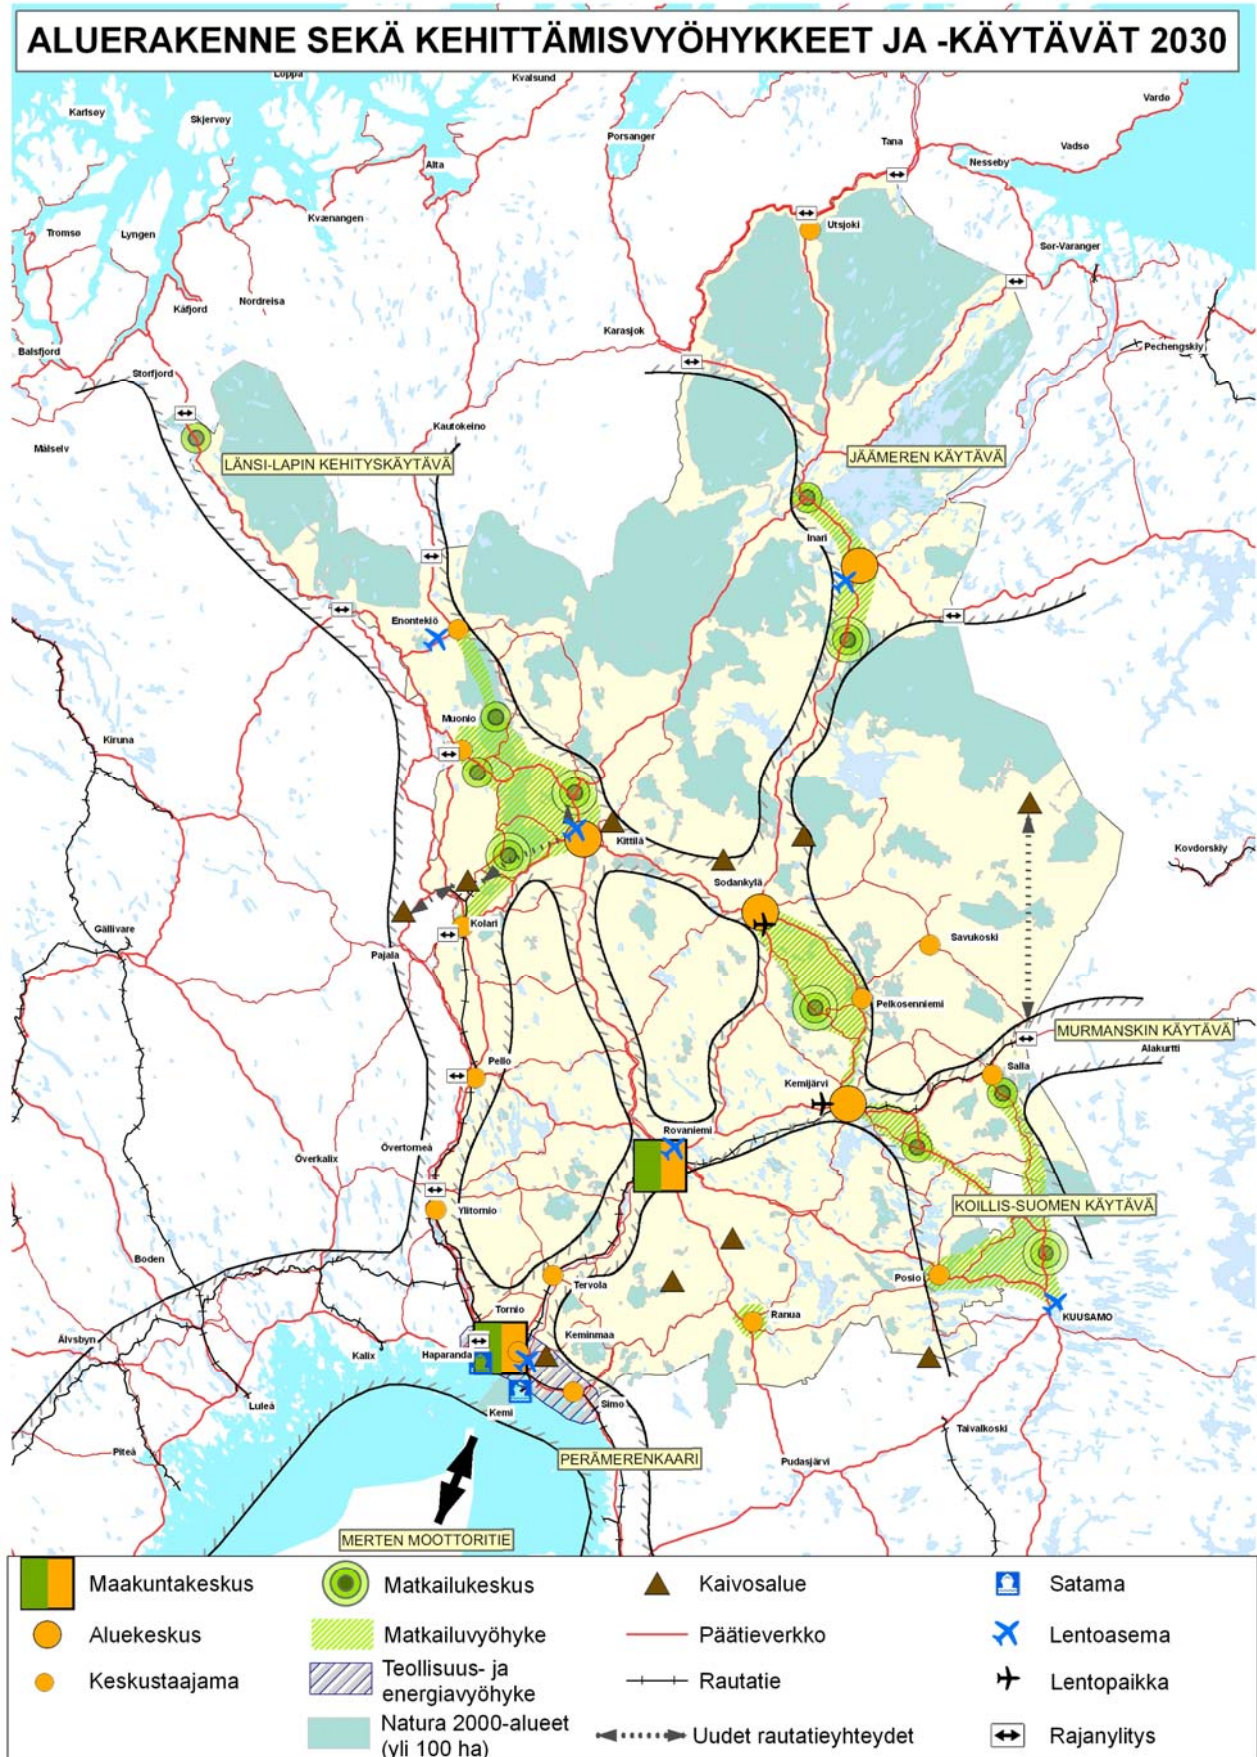 ALUERAKENNE SEKÄ KEHITTÄMISVYÖHYKKEET JA -KÄYTÄVÄT 2030
Loppa
Kvalsund
Vardø
Karlsøy
Skjervøy
Porsanger
Tana
Vadsø
Nesseby
Alta
Kvænangen
Utsjoki
Tromsø
Lyngen
Sør-Varanger
Nordreisa
Kåfjord
Karasjok
Balsfjord
Pechengskiy
Storfjord
Kautokeino
Målselv
LÄNSI-LAPIN KEHITYSKÄYTÄVÄ
JÄÄMEREN KÄYTÄVÄ
Inari
Enontekiö
Muonio
Kiruna
Kittilä
Kovdorskiy
Sodankylä
Kolari
Gällivare
Savukoski
Pajala
Pelkosenniemi
MURMANSKIN KÄYTÄVÄ
Alakurtti
Pello
Salla
Kemijärvi
Rovaniemi
Övertorneå
Överkalix
KOILLIS-SUOMEN KÄYTÄVÄ
Ylitornio
Boden
Posio
Tervola
Tornio
Ranua
KUUSAMO
Keminmaa
Älvsbyn
Kalix
Haparanda
Luleå
Kemi
Simo
Taivalkoski
Piteå
PERÄMERENKAARI
Pudasjärvi
MERTEN MOOTTORITIE
Maakuntakeskus
Matkailukeskus
Kaivosalue
Satama
Aluekeskus
Matkailuvyöhyke
Päätieverkko
Lentoasema
Keskustaajama
Teollisuus- ja
energiavyöhyke
Rautatie
Lentopaikka
Natura 2000-alueet
(yli 100 ha)
Uudet rautatieyhteydet
Rajanylitys